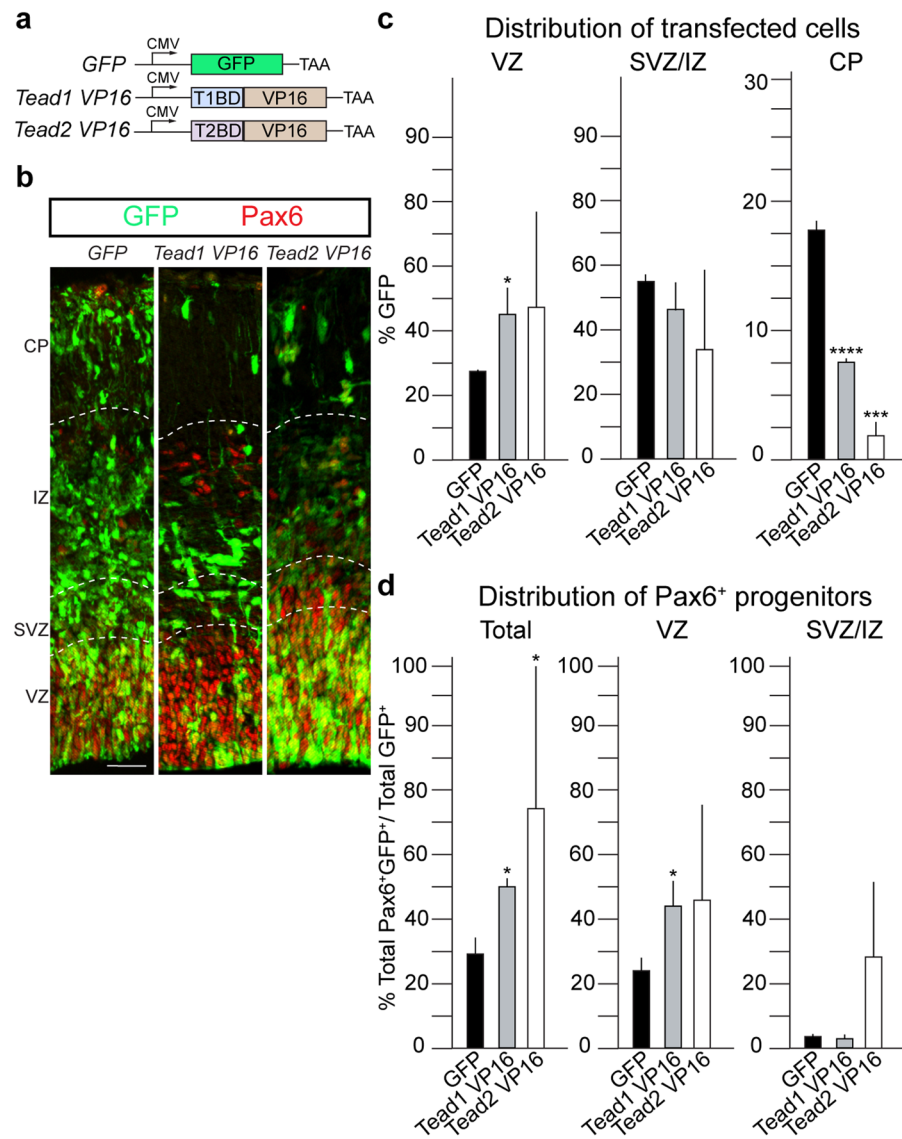 a
CMV
GFP GFP TAA
CMV
Tead1 VP16 T1BD VP16 TAA
CMV
Tead2 VP16 T2BD VP16 TAA
b
GFP Pax6
GFP Tead1 VP16 Tead2 VP16
CP
IZ
SVZ
VZ
c
Distribution of transfected cells
VZ SVZ/IZ CP
% GFP
90
80
60
40
20
0
*
GFP
Tead1 VP16
Tead2 VP16
90
80
60
40
20
0
GFP
Tead1 VP16
Tead2 VP16
30
20
10
0
****
***
GFP
Tead1 VP16
Tead2 VP16
d
Distribution of Pax6⁺ progenitors
Total VZ SVZ/IZ
% Total Pax6⁺GFP⁺/ Total GFP⁺
100
90
80
60
40
20
0
*
*
GFP
Tead1 VP16
Tead2 VP16
100
90
80
60
40
20
0
*
GFP
Tead1 VP16
Tead2 VP16
100
90
80
60
40
20
0
GFP
Tead1 VP16
Tead2 VP16